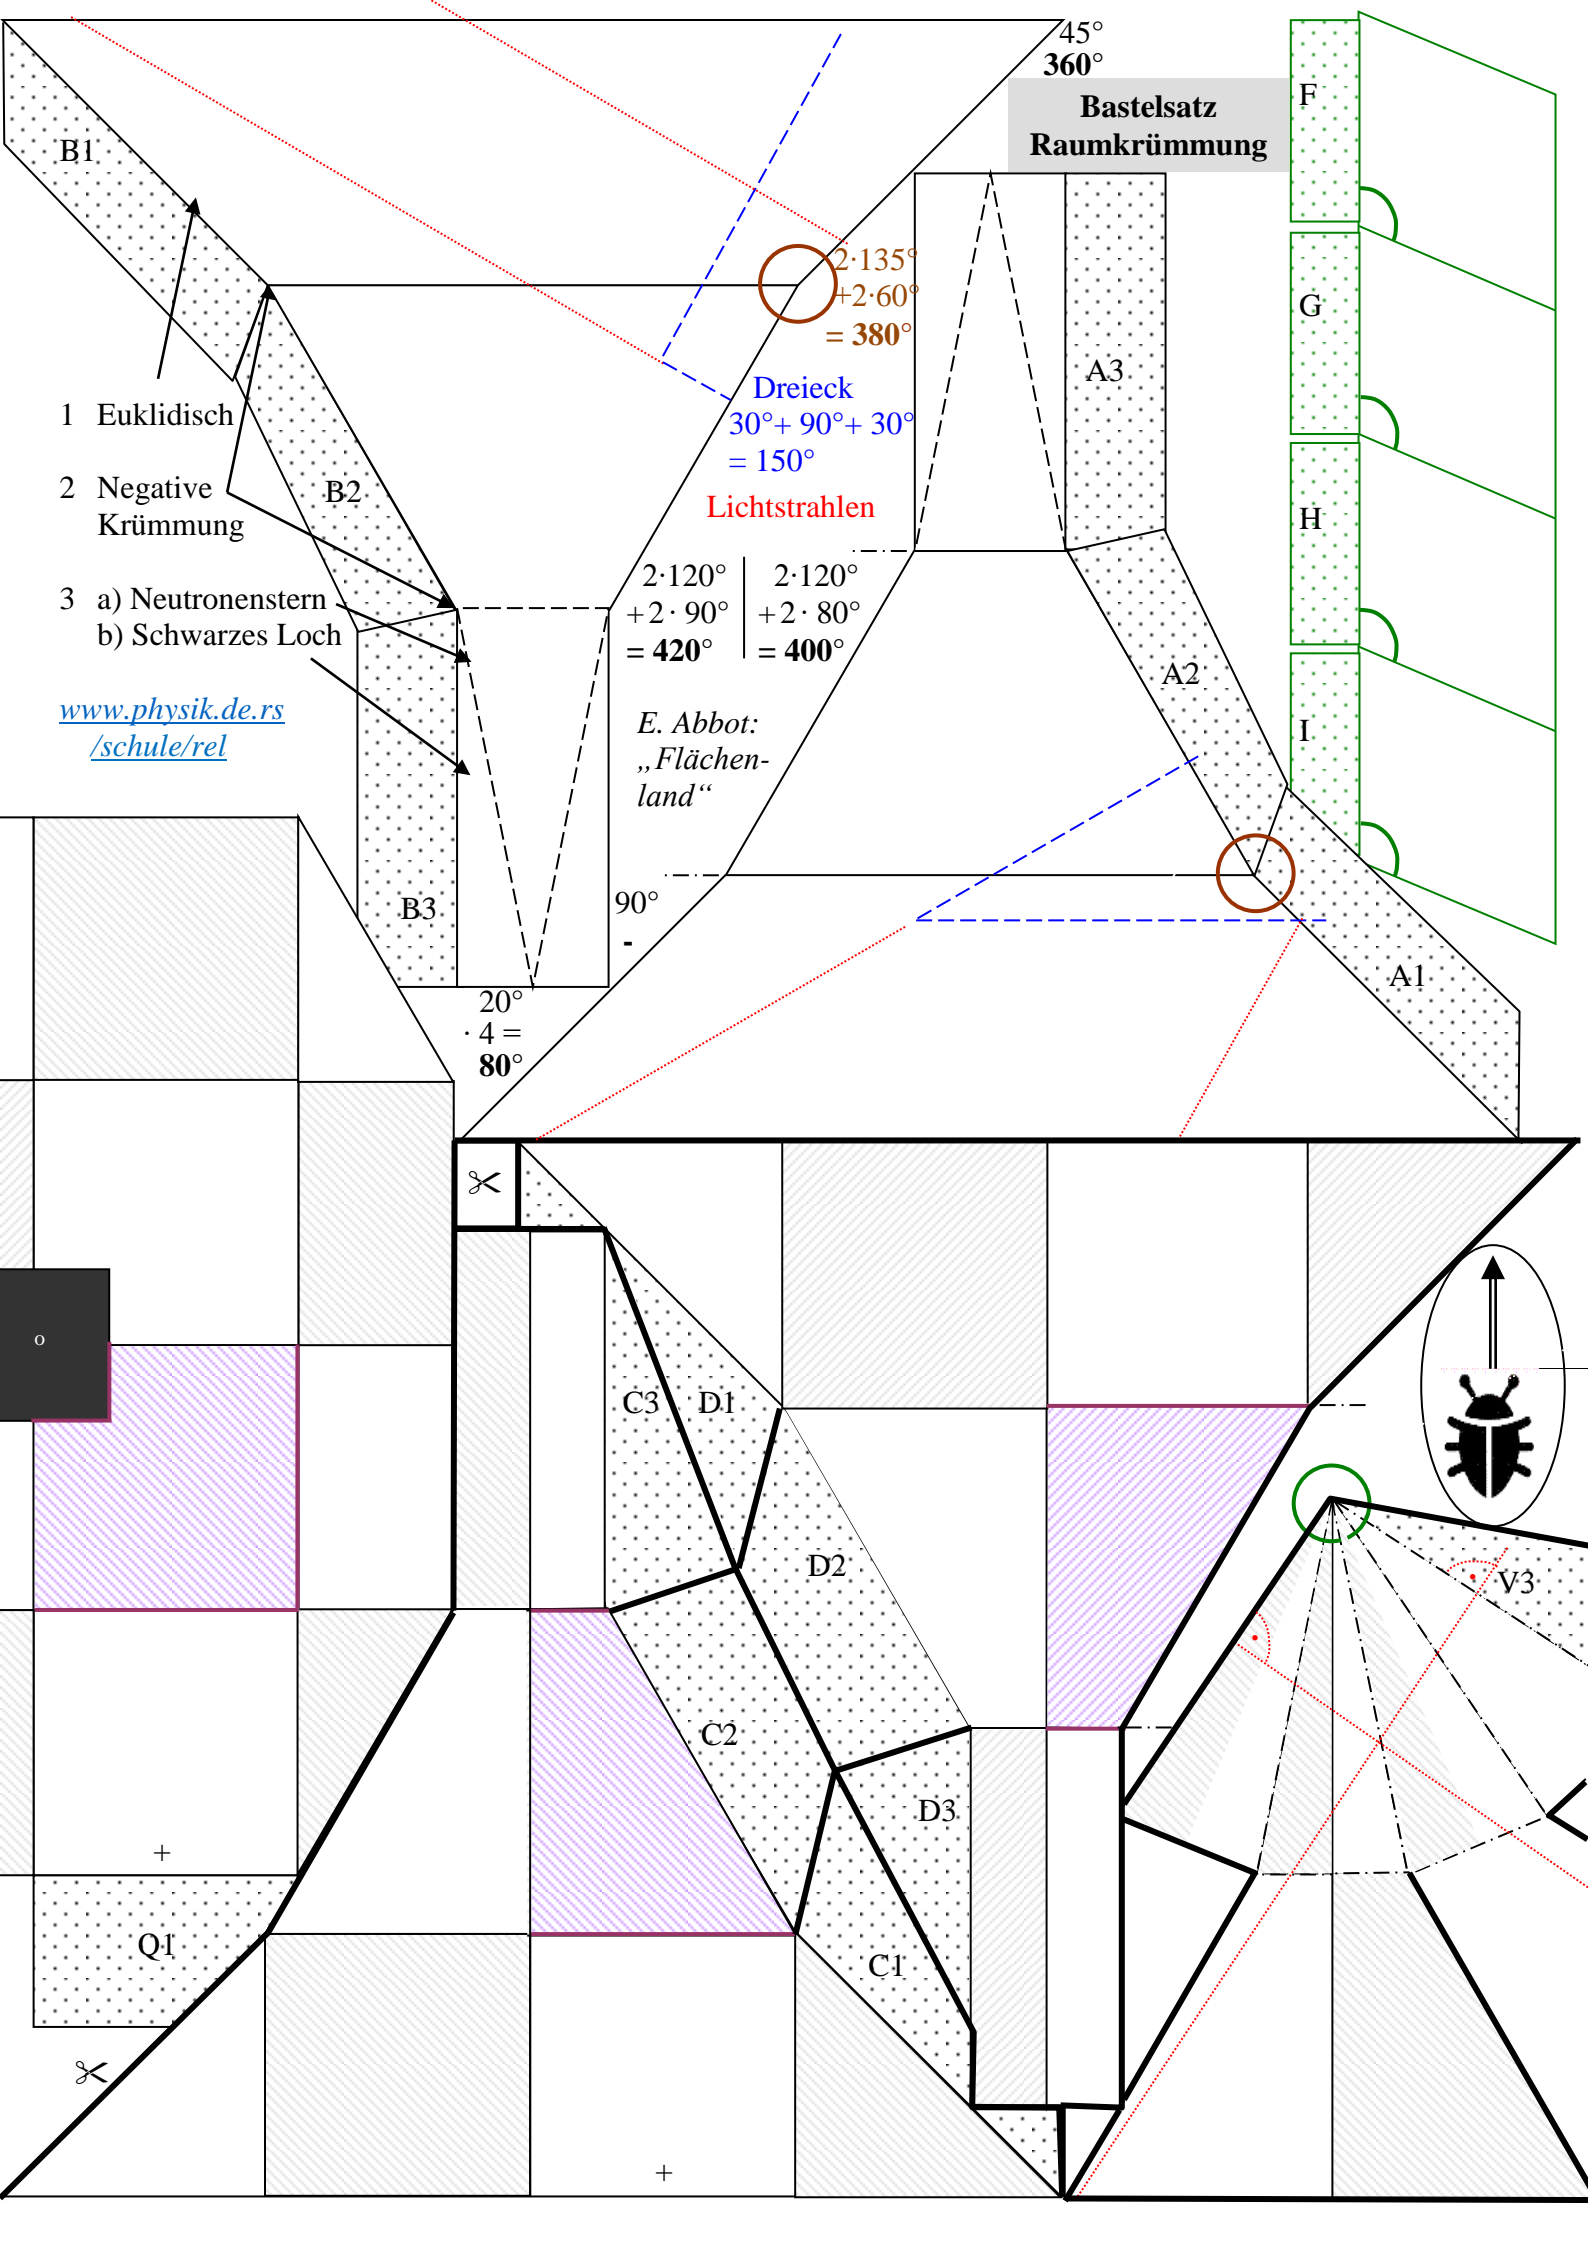 45°
360°
Bastelsatz
Raumkrümmung
F
B1
2·135°
+2·60°
= 380°
G
A3
Dreieck
30°+ 90°+ 30°
= 150°
1 Euklidisch
2 Negative
Krümmung
B2
Lichtstrahlen
H
3 a) Neutronenstern
b) Schwarzes Loch
2·120°
+2· 90°
= 420°
2·120°
+2· 80°
= 400°
A2
www.physik.de.rs
/schule/rel
E. Abbot:
„Flächen-
land“
I
B3
90°
-
A1
20°
· 4 =
80°
o
C3
D1
D2
V3
C2
D3
+
Q1
C1
+